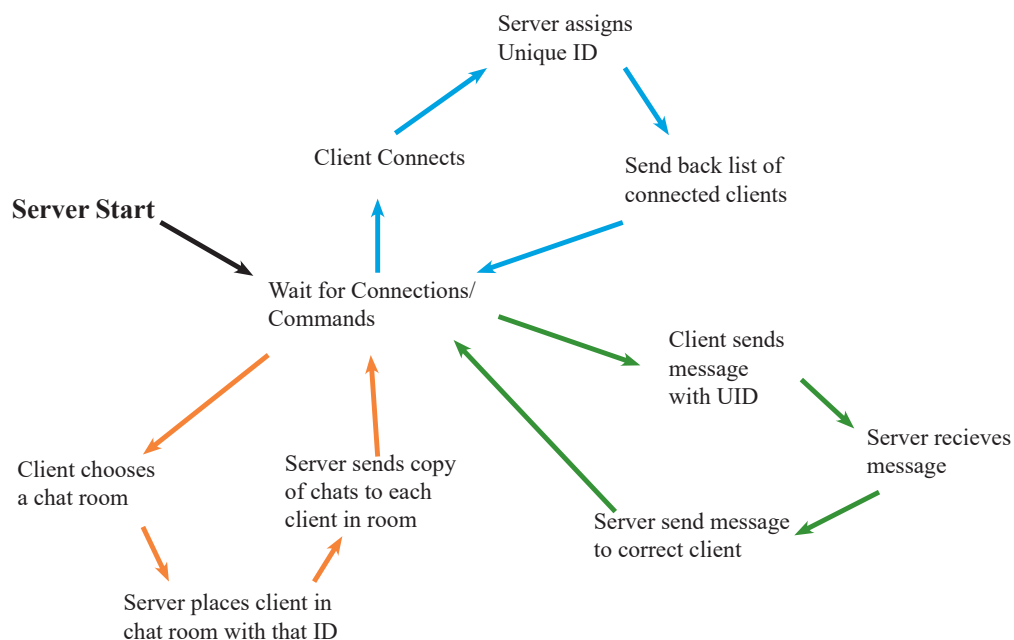 Server assigns
Unique ID
Client Connects
Send back list of
connected clients
Server Start
Wait for Connections/
Commands
Client sends
message
with UID
Server recieves
message
Server send message
to correct client
Client chooses
a chat room
Server sends copy
of chats to each
client in room
Server places client in
chat room with that ID